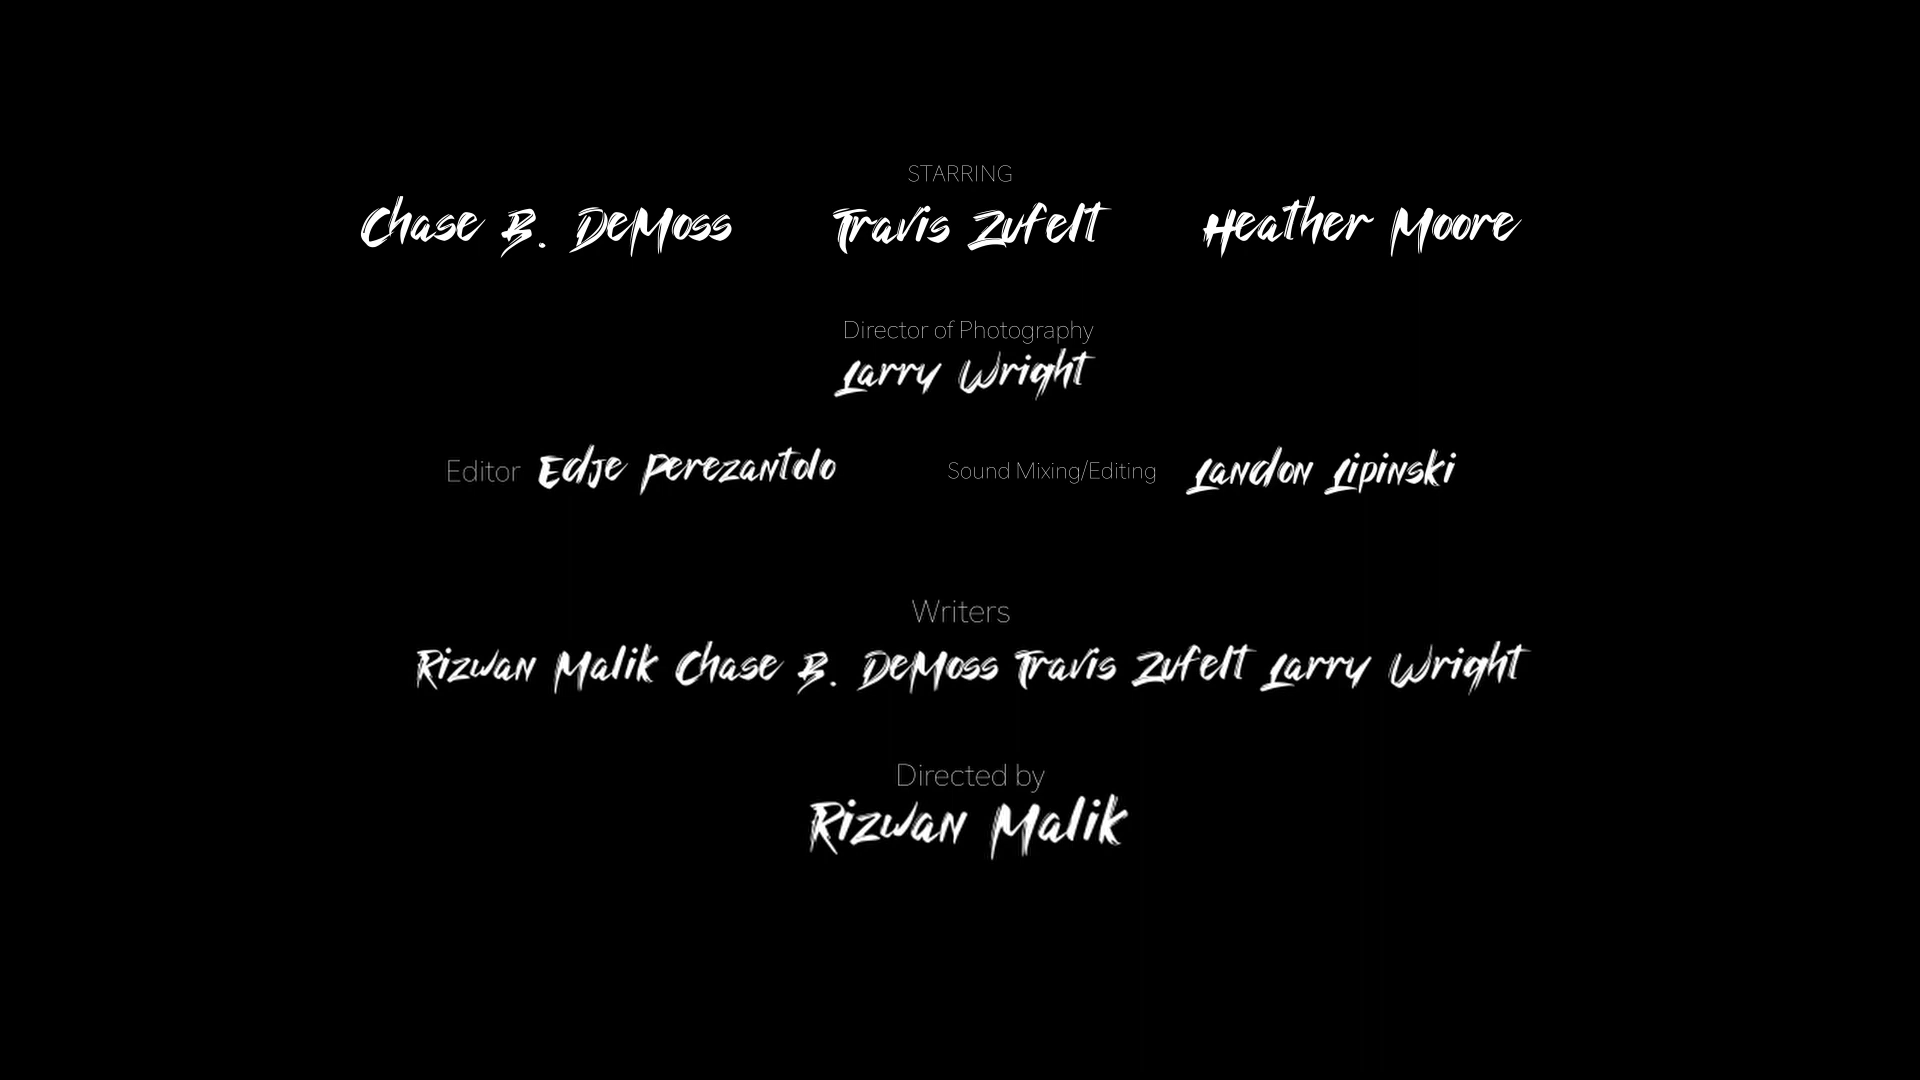 STARRING
Chase B. DeMoss Travis Zufelt Heather Moore
Director of Photography
Larry Wright
Editor Edje Perezantolo Sound Mixing/Editing Landon Lipinski
Writers
Rizwan Malik Chase B. DeMoss Travis Zufelt Larry Wright
Directed by
Rizwan Malik